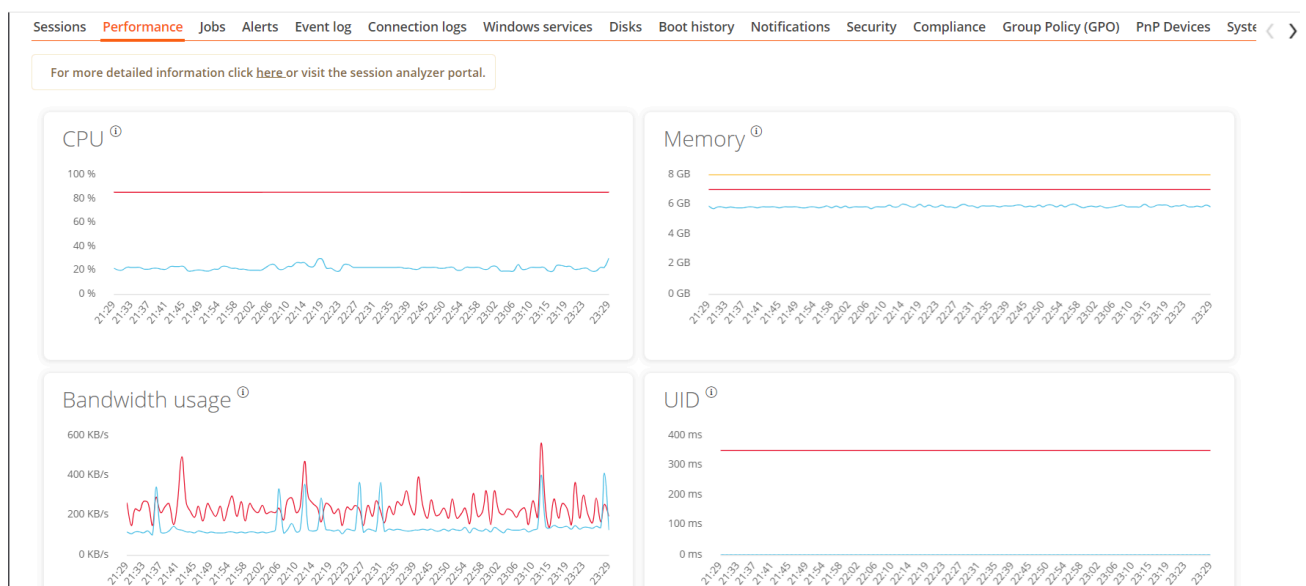 Sessions Performance Jobs Alerts Event log Connection logs Windows services Disks Boot history Notifications Security Compliance Group Policy (GPO) PnP Devices Syste
For more detailed information click here or visit the session analyzer portal.
CPU
100 %
80 %
60 %
40 %
20 %
0 %
21:29 21:33 21:37 21:41 21:45 21:49 21:54 21:58 22:02 22:06 22:10 22:14 22:19 22:23 22:27 22:31 22:35 22:39 22:45 22:50 22:54 22:58 23:02 23:06 23:10 23:15 23:19 23:23 23:29
Memory
8 GB
6 GB
4 GB
2 GB
0 GB
21:29 21:33 21:37 21:41 21:45 21:49 21:54 21:58 22:02 22:06 22:10 22:14 22:19 22:23 22:27 22:31 22:35 22:39 22:45 22:50 22:54 22:58 23:02 23:06 23:10 23:15 23:19 23:23 23:29
Bandwidth usage
600 KB/s
400 KB/s
200 KB/s
0 KB/s
21:29 21:33 21:37 21:41 21:45 21:49 21:54 21:58 22:02 22:06 22:10 22:14 22:19 22:23 22:27 22:31 22:35 22:39 22:45 22:50 22:54 22:58 23:02 23:06 23:10 23:15 23:19 23:23 23:29
UID
400 ms
300 ms
200 ms
100 ms
0 ms
21:29 21:33 21:37 21:41 21:45 21:49 21:54 21:58 22:02 22:06 22:10 22:14 22:19 22:23 22:27 22:31 22:35 22:39 22:45 22:50 22:54 22:58 23:02 23:06 23:10 23:15 23:19 23:23 23:29